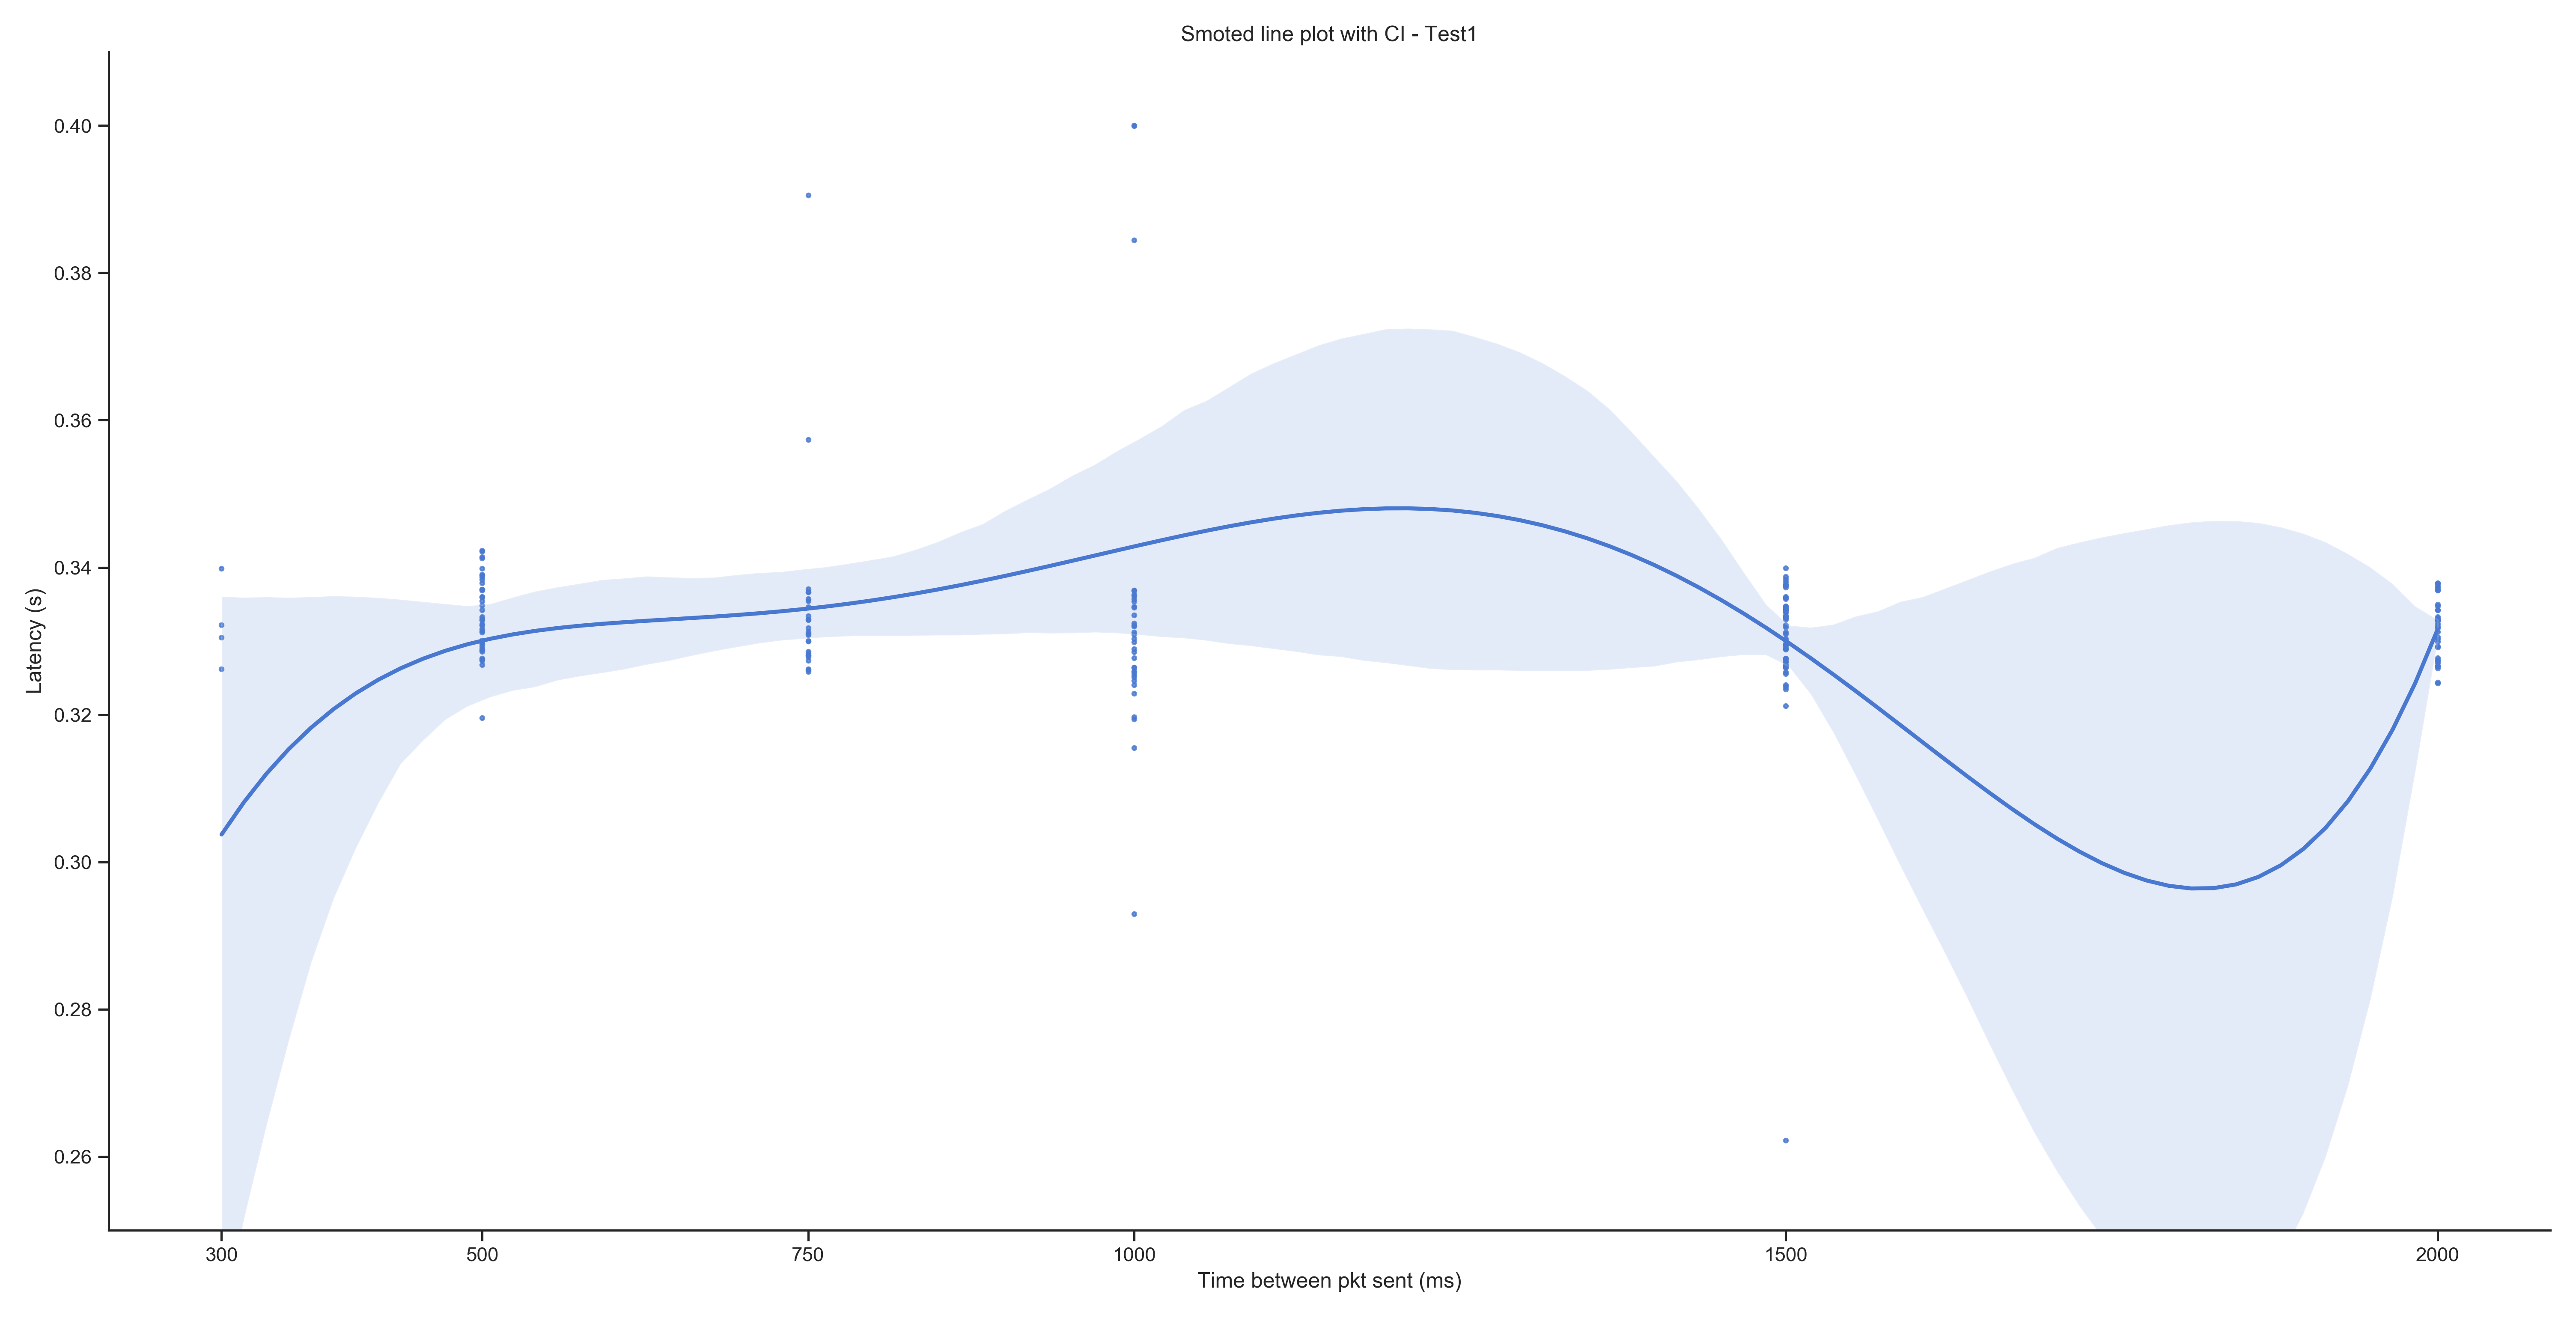 Smoted line plot with CI - Test1
0.40
0.38
0.36
0.34
0.32
0.30
0.28
0.26
Latency (s)
300 500 750 1000 1500 2000
Time between pkt sent (ms)